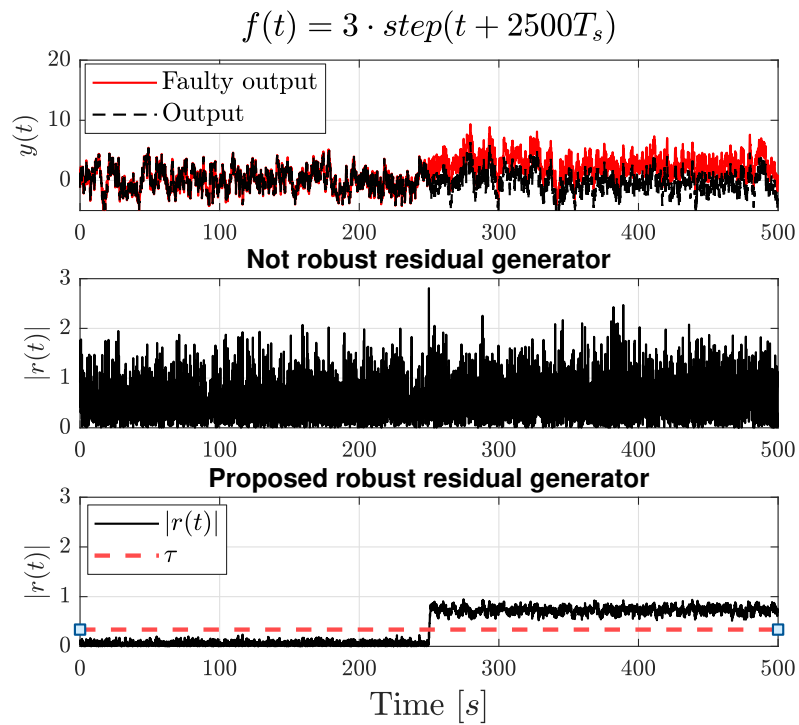 f(t) = 3 · step(t + 2500T_s)
20
10
0
y(t)
Faulty output
Output
0 100 200 300 400 500
Not robust residual generator
3
2
1
0
|r(t)|
0 100 200 300 400 500
Proposed robust residual generator
3
2
1
0
|r(t)|
|r(t)|
τ
0 100 200 300 400 500
Time [s]